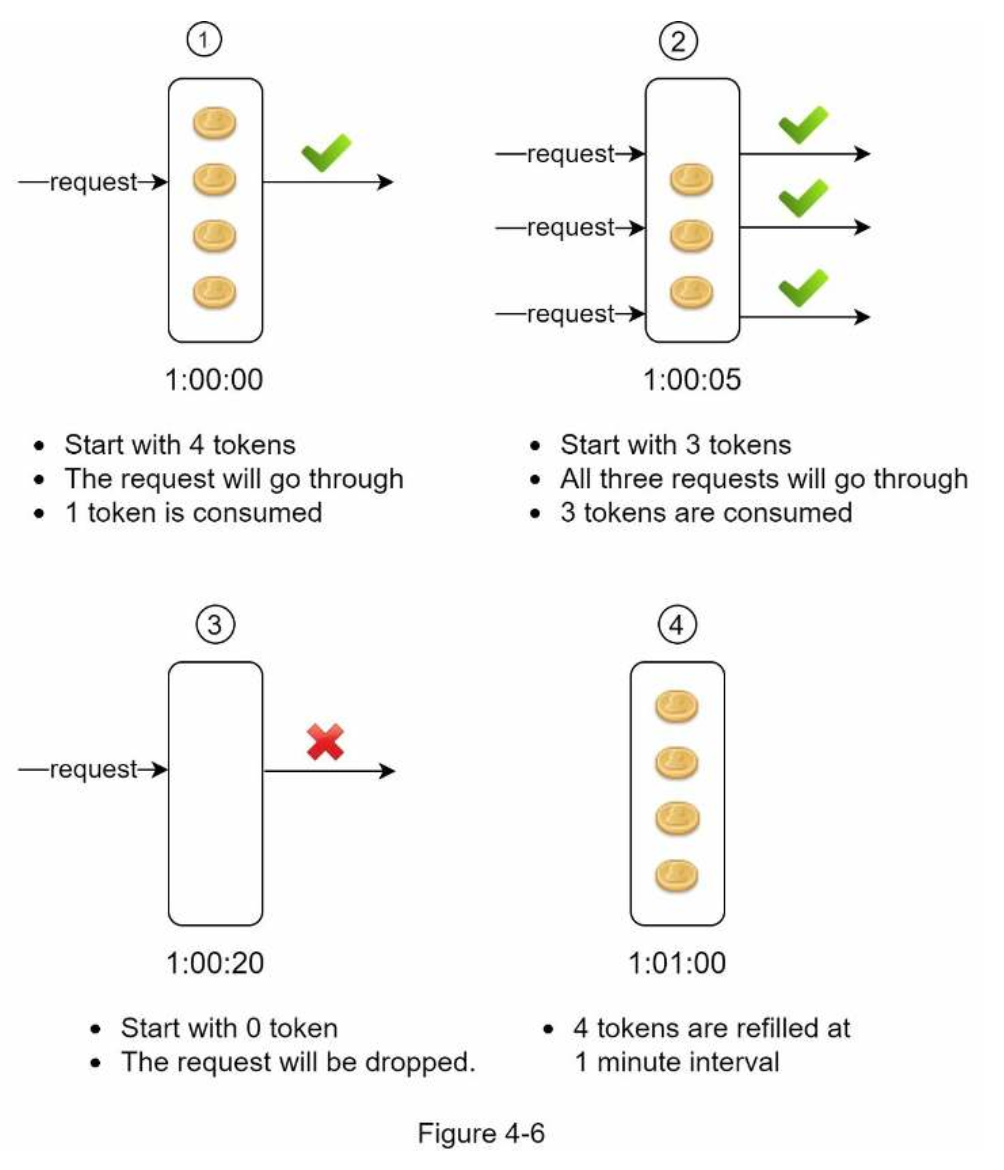 1
2
request
request
request
request
1:00:00
1:00:05
• Start with 4 tokens
• The request will go through
• 1 token is consumed
• Start with 3 tokens
• All three requests will go through
• 3 tokens are consumed
3
4
request
1:00:20
1:01:00
• Start with 0 token
• The request will be dropped.
• 4 tokens are refilled at
1 minute interval
Figure 4-6